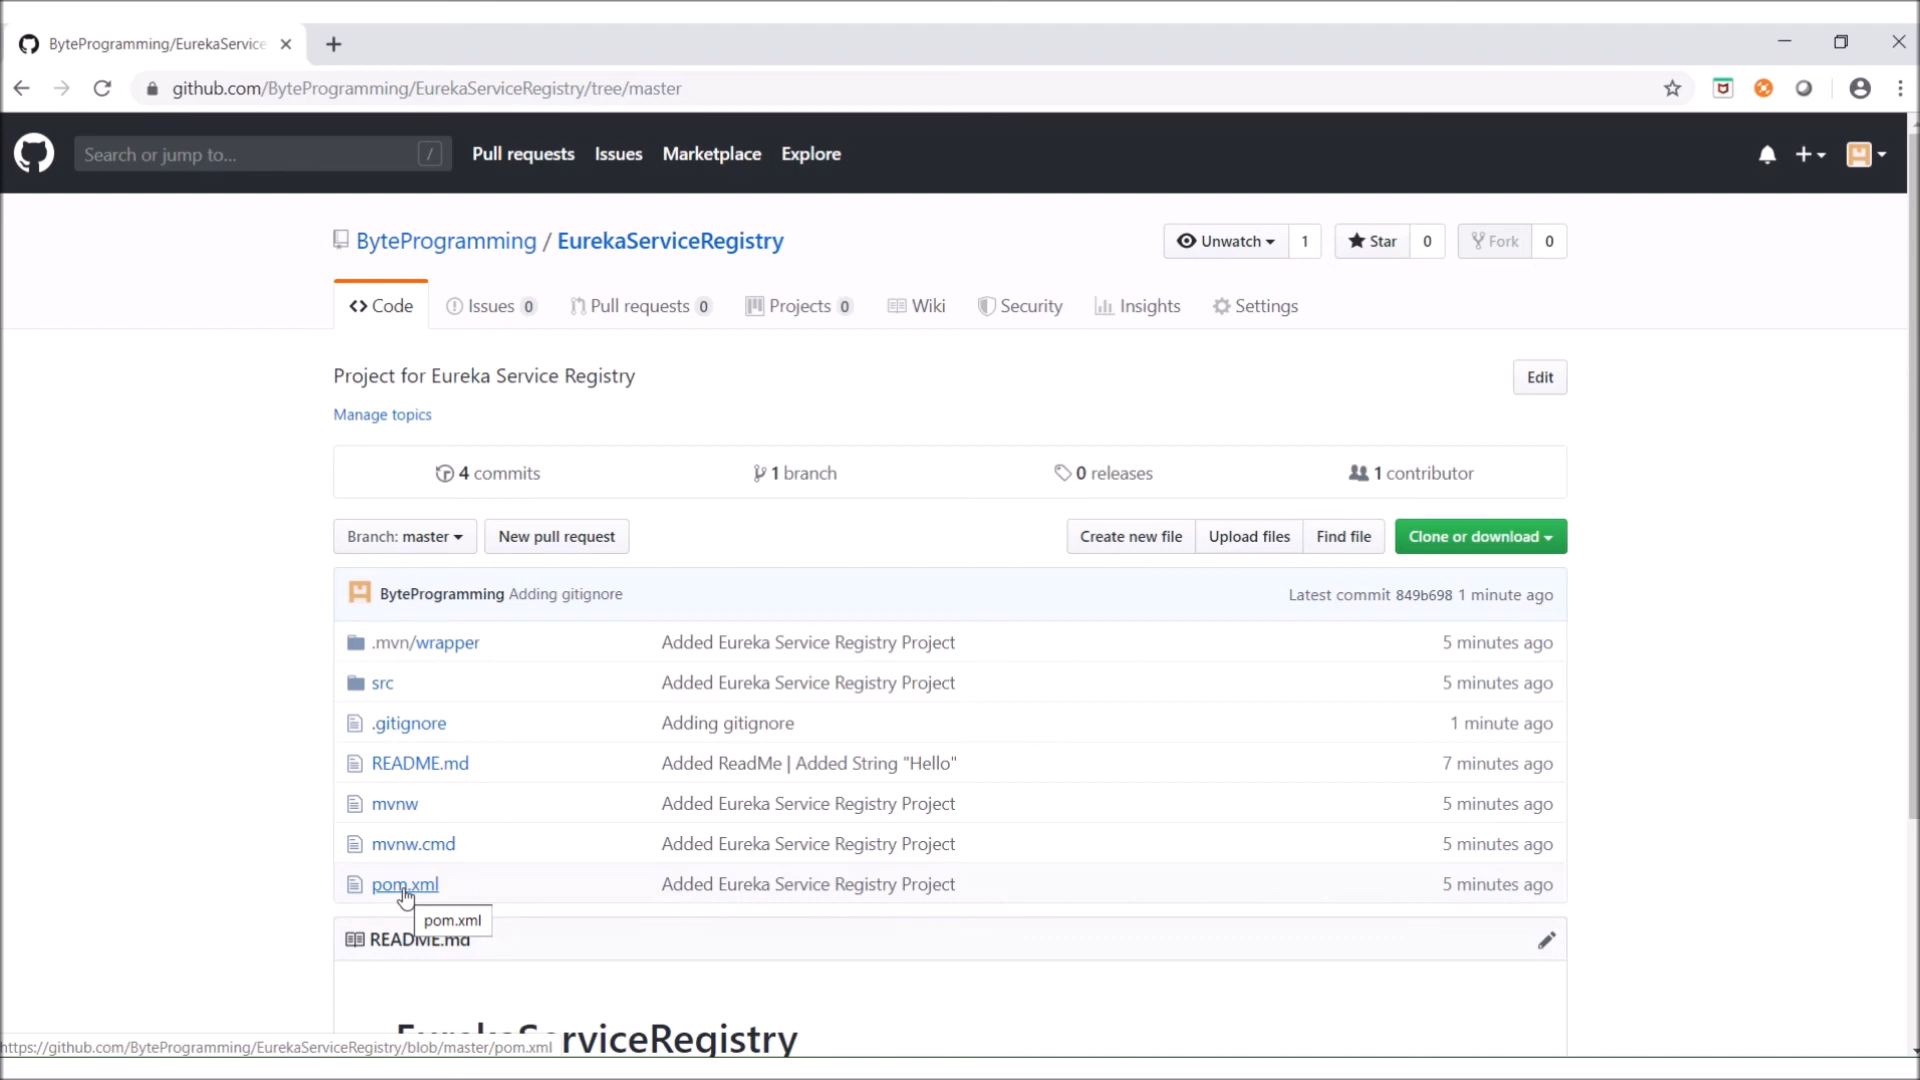 ByteProgramming/EurekaService
github.com/ByteProgramming/EurekaServiceRegistry/tree/master
Search or jump to... /
Pull requests Issues Marketplace Explore
ByteProgramming / EurekaServiceRegistry
Unwatch 1 Star 0 Fork 0
Code Issues 0 Pull requests 0 Projects 0 Wiki Security Insights Settings
Project for Eureka Service Registry
Edit
Manage topics
4 commits 1 branch 0 releases 1 contributor
Branch: master New pull request Create new file Upload files Find file Clone or download
ByteProgramming Adding gitignore Latest commit 849b698 1 minute ago
.mvn/wrapper Added Eureka Service Registry Project 5 minutes ago
src Added Eureka Service Registry Project 5 minutes ago
.gitignore Adding gitignore 1 minute ago
README.md Added ReadMe | Added String "Hello" 7 minutes ago
mvnw Added Eureka Service Registry Project 5 minutes ago
mvnw.cmd Added Eureka Service Registry Project 5 minutes ago
pom.xml Added Eureka Service Registry Project 5 minutes ago
pom.xml
README.md
EurekaServiceRegistry
https://github.com/ByteProgramming/EurekaServiceRegistry/blob/master/pom.xml